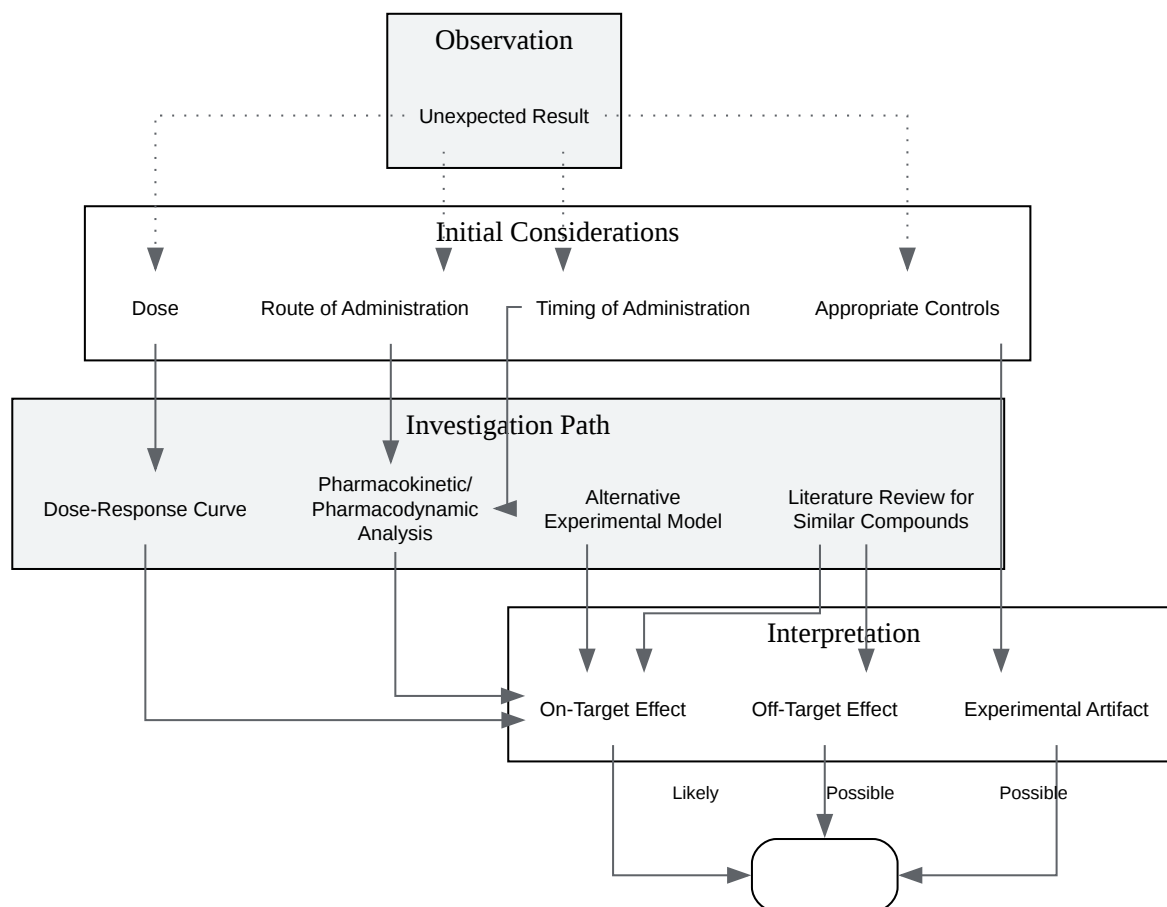 Observation
Unexpected Result
Initial Considerations
Dose
Route of Administration
Timing of Administration
Appropriate Controls
Investigation Path
Dose-Response Curve
Pharmacokinetic/
Pharmacodynamic
Analysis
Alternative
Experimental Model
Literature Review for
Similar Compounds
Interpretation
On-Target Effect
Off-Target Effect
Experimental Artifact
Likely
Possible
Possible